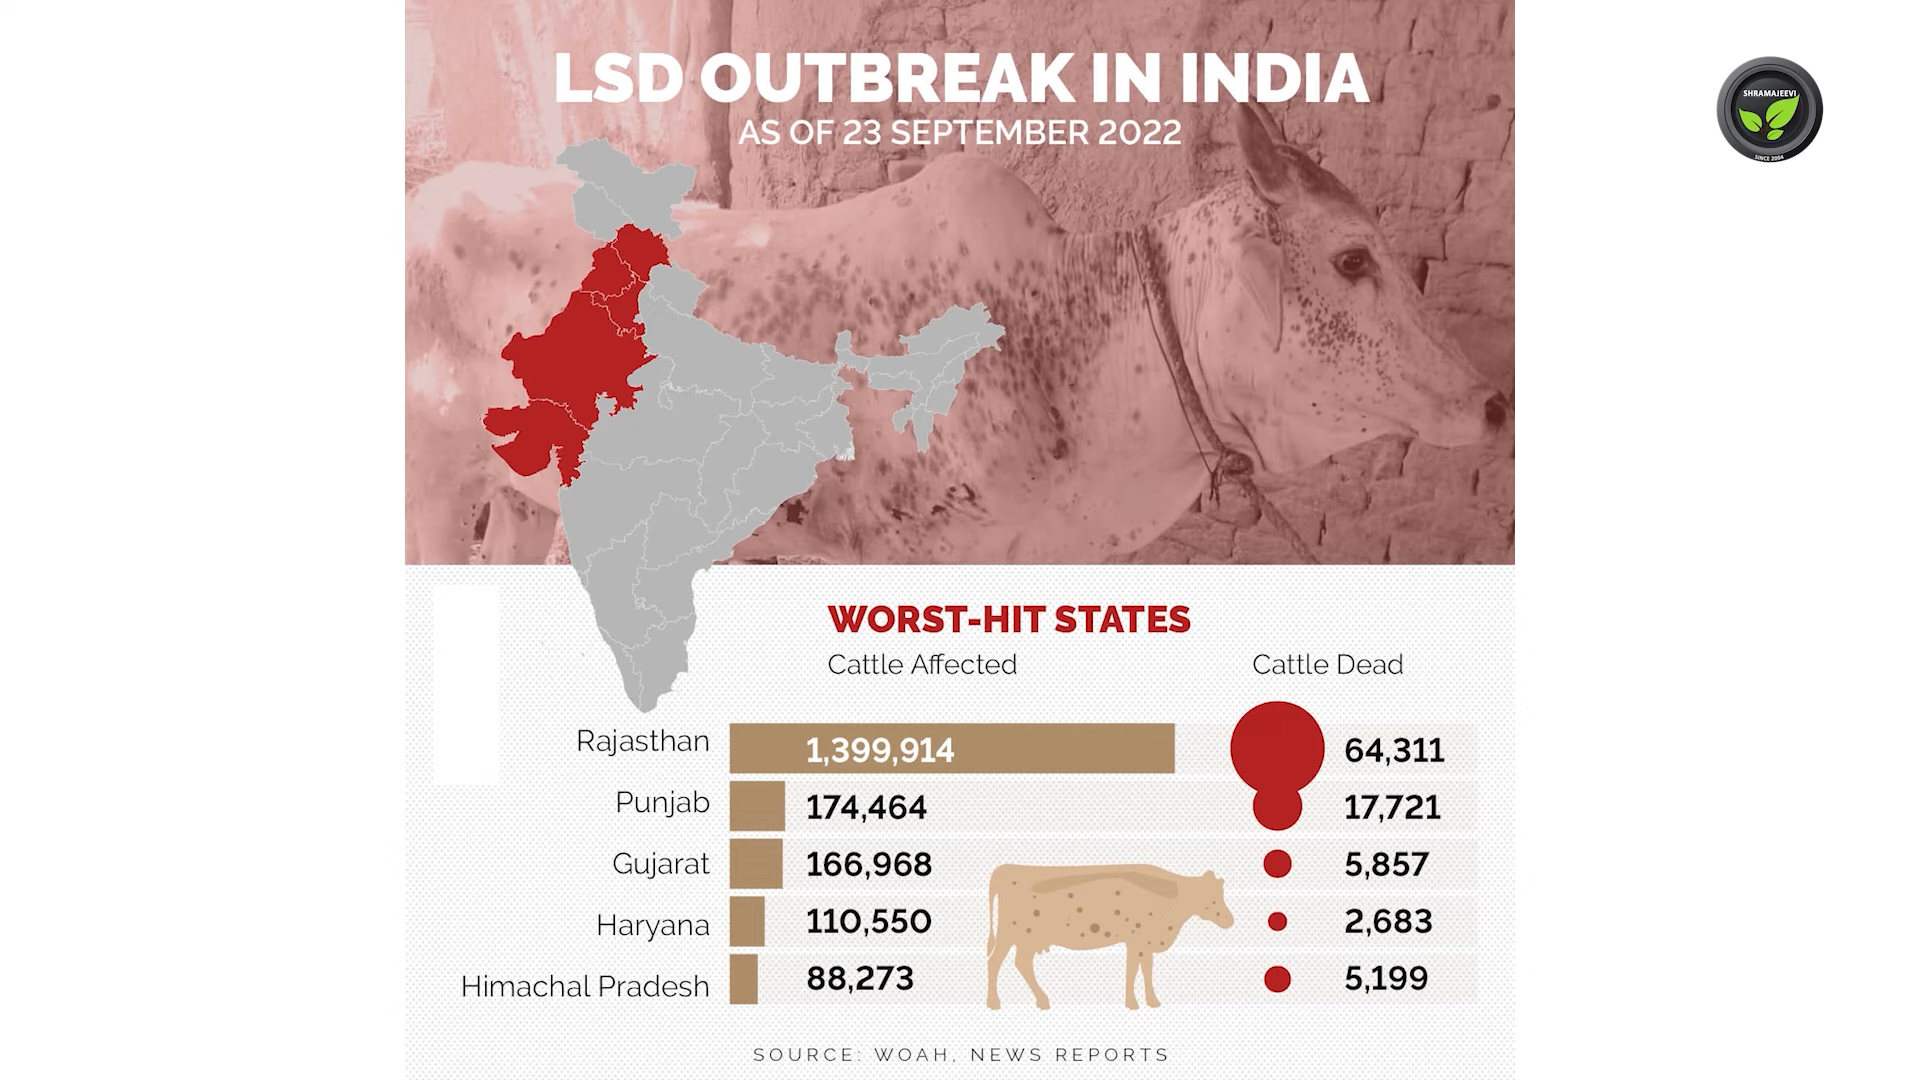 LSD OUTBREAK IN INDIA
AS OF 23 SEPTEMBER 2022
SHRAMAJEEVI
SINCE 2004
WORST-HIT STATES
Cattle Affected Cattle Dead
Rajasthan 1,399,914 64,311
Punjab 174,464 17,721
Gujarat 166,968 5,857
Haryana 110,550 2,683
Himachal Pradesh 88,273 5,199
SOURCE: WOAH, NEWS REPORTS